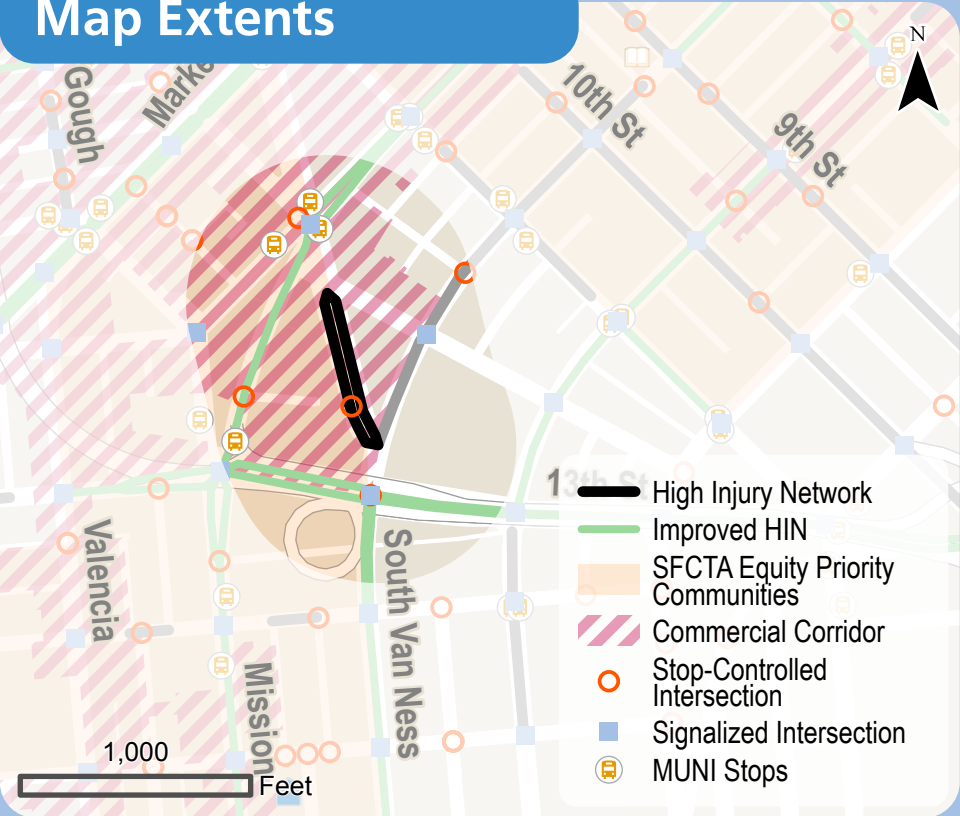 Map Extents
N
Gough
Marke
10th St
9th St
13th St
Valencia
Mission
South Van Ness
High Injury Network
Improved HIN
SFCTA Equity Priority
Communities
Commercial Corridor
Stop-Controlled
Intersection
Signalized Intersection
MUNI Stops
1,000
Feet